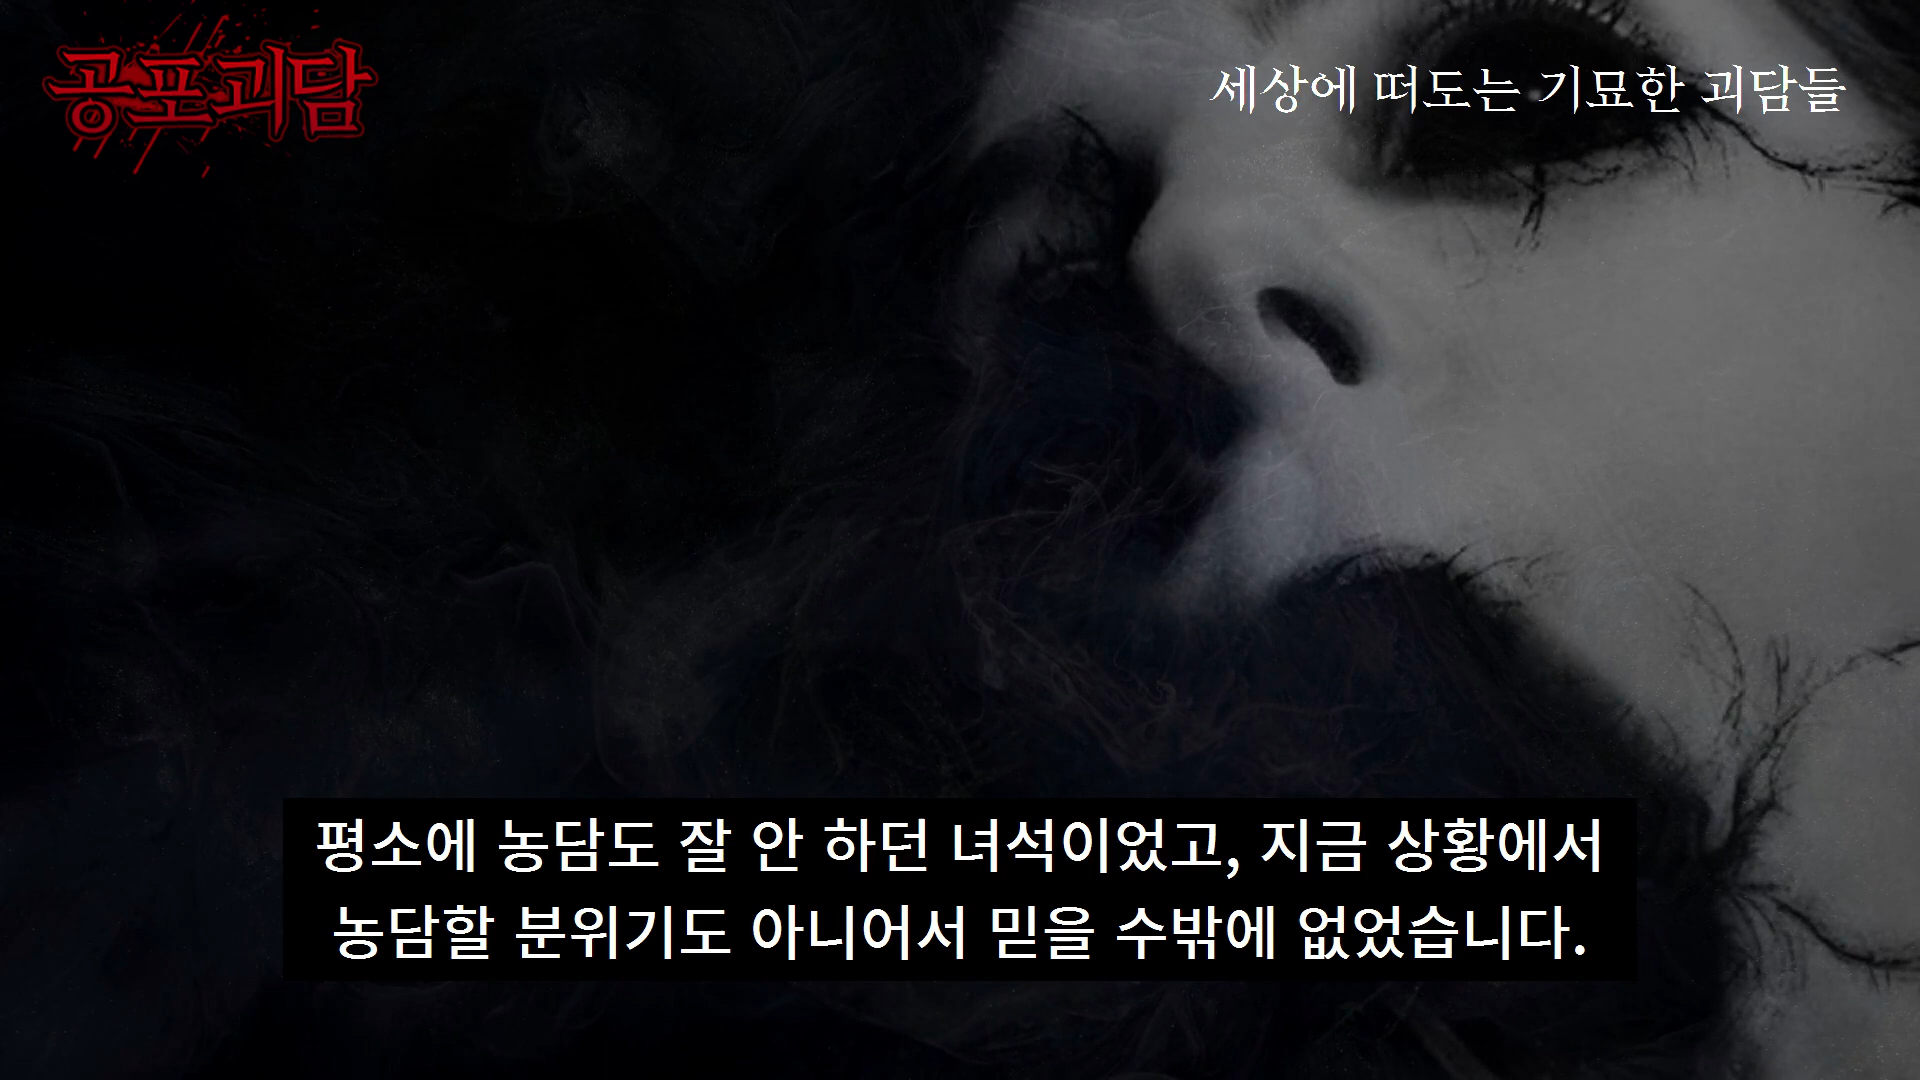 공포괴담
세상에 떠도는 기묘한 괴담들
평소에 농담도 잘 안 하던 녀석이었고, 지금 상황에서
농담할 분위기도 아니어서 믿을 수밖에 없었습니다.